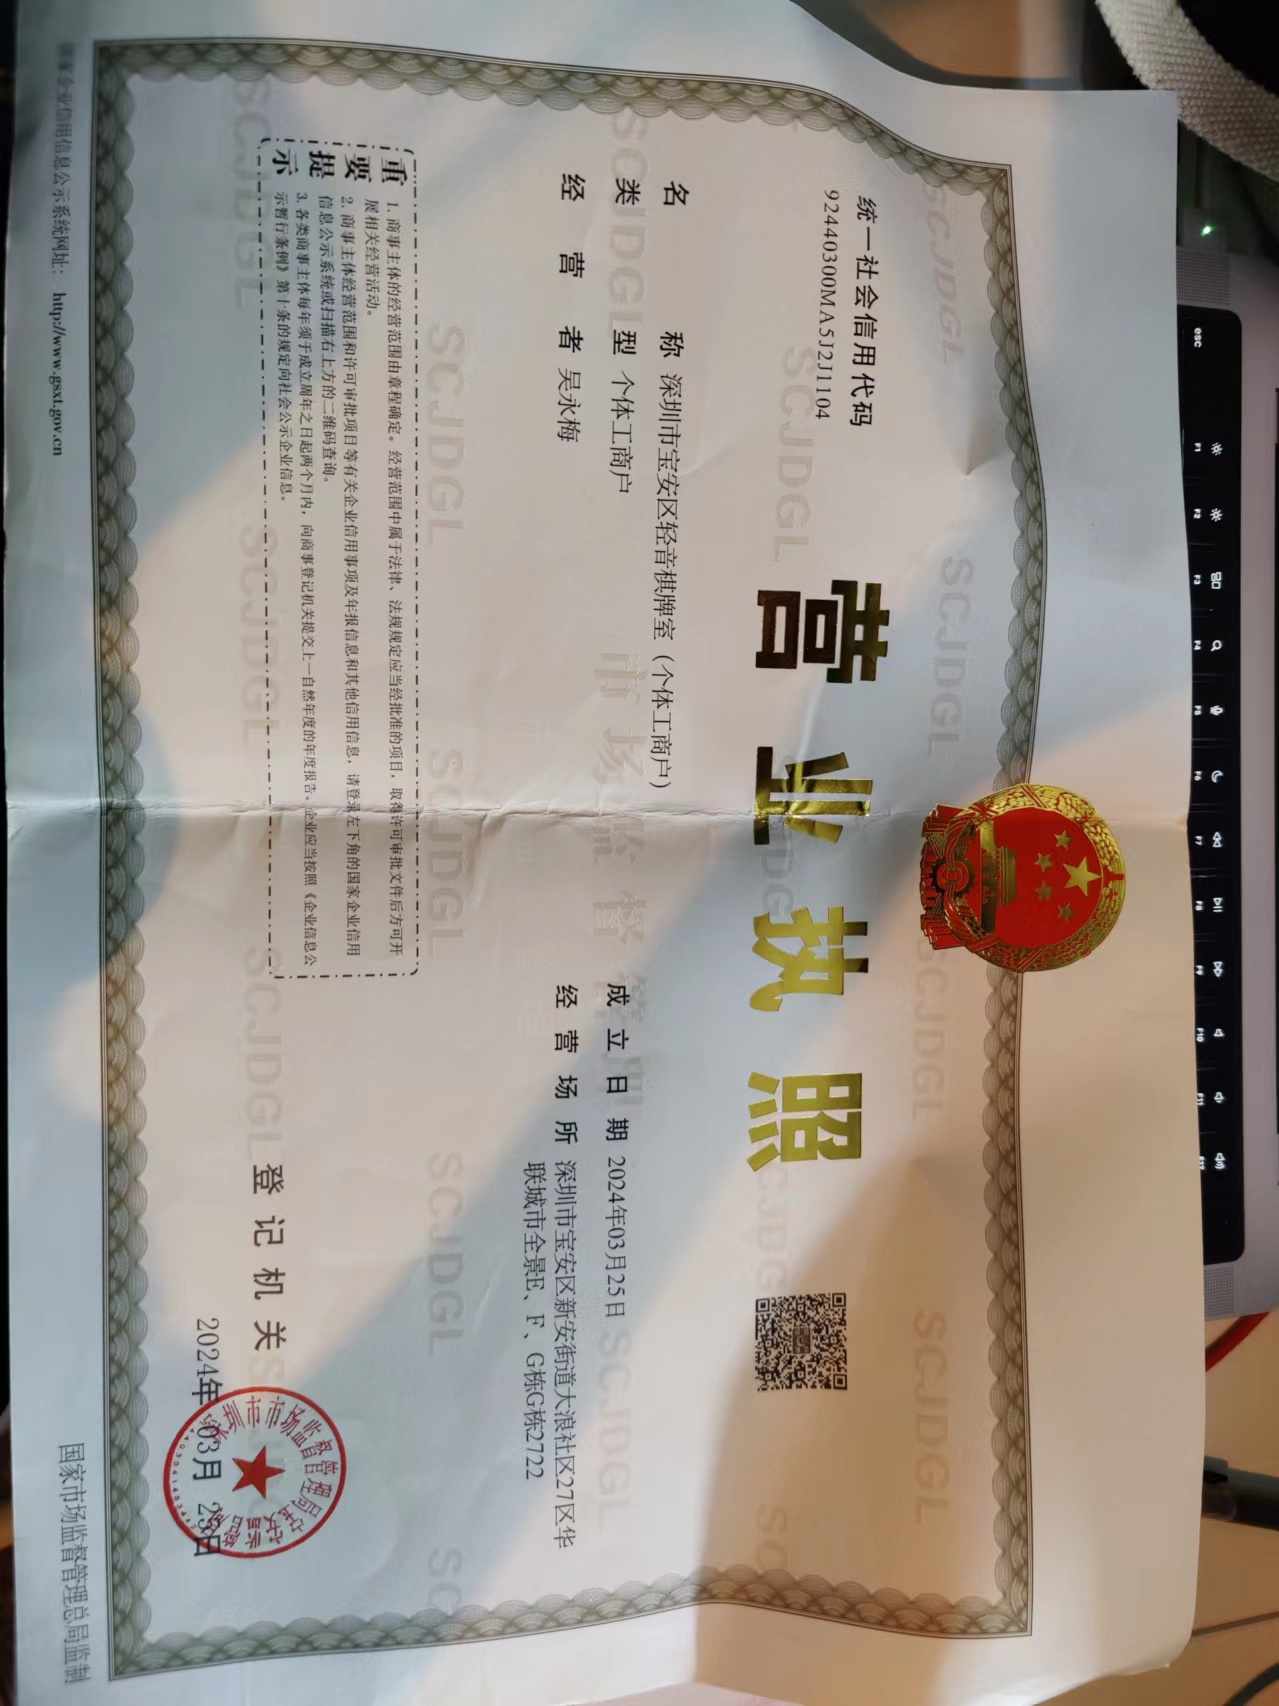 统一社会信用代码
92440300MA5J2J1104
营业执照
名称 深圳市宝安区轻音棋牌室（个体工商户）
类型 个体工商户
经营者 吴永梅
成立日期 2024年03月25日
经营场所 深圳市宝安区新安街道大浪社区27区华
联城市全景E、F、G栋G栋2722
重要提示
1. 商事主体的经营范围由章程确定。经营范围中属于法律、法规规定应当经批准的项目，取得许可审批文件后方可开
展相关经营活动。
2. 商事主体经营范围和许可审批项目等有关企业信用事项及年报信息和其他信用信息，请登录左下角的国家企业信用
信息公示系统或扫描右上方的二维码查询。
3. 各类商事主体每年须于成立周年之日起两个月内，向商事登记机关提交上一自然年度的年度报告。企业应当按照《企业信息公
示暂行条例》第十条的规定向社会公示企业信息。
登记机关
2024年 03月 25日
国家企业信用信息公示系统网址： http://www.gsxt.gov.cn
国家市场监督管理总局监制
SCJDGL
市场监督管理
esc
F1
F2
F3
F4
F5
F6
F7
F8
F9
F10